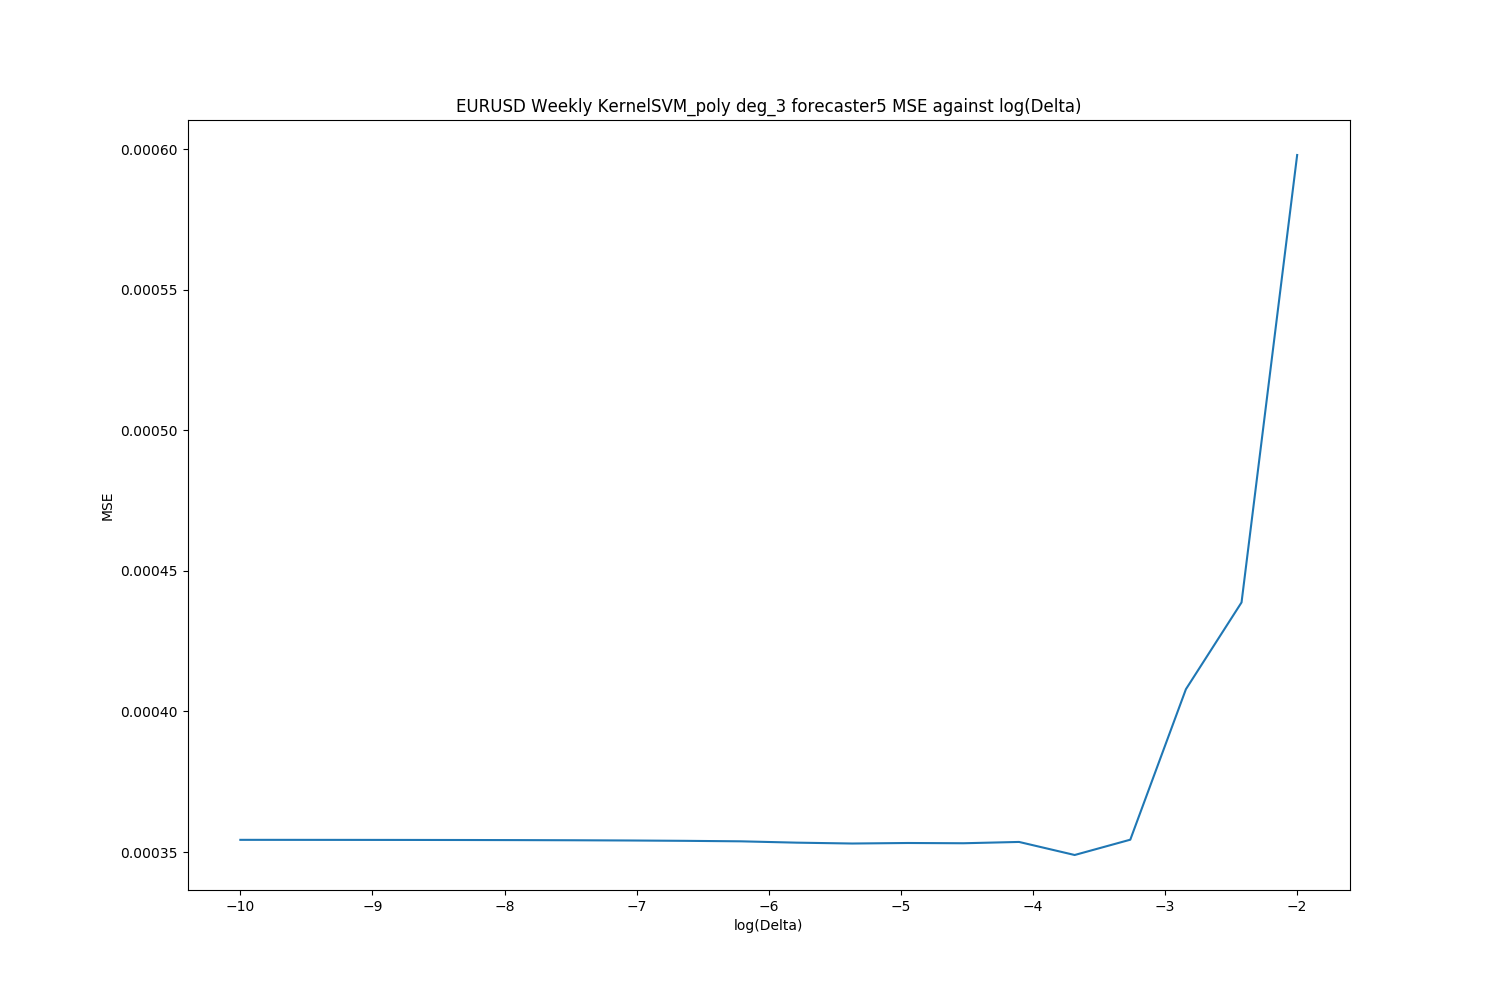 EURUSD Weekly KernelSVM_poly deg_3 forecaster5 MSE against log(Delta)
0.00060
0.00055
0.00050
0.00045
0.00040
0.00035
MSE
−10 −9 −8 −7 −6 −5 −4 −3 −2
log(Delta)